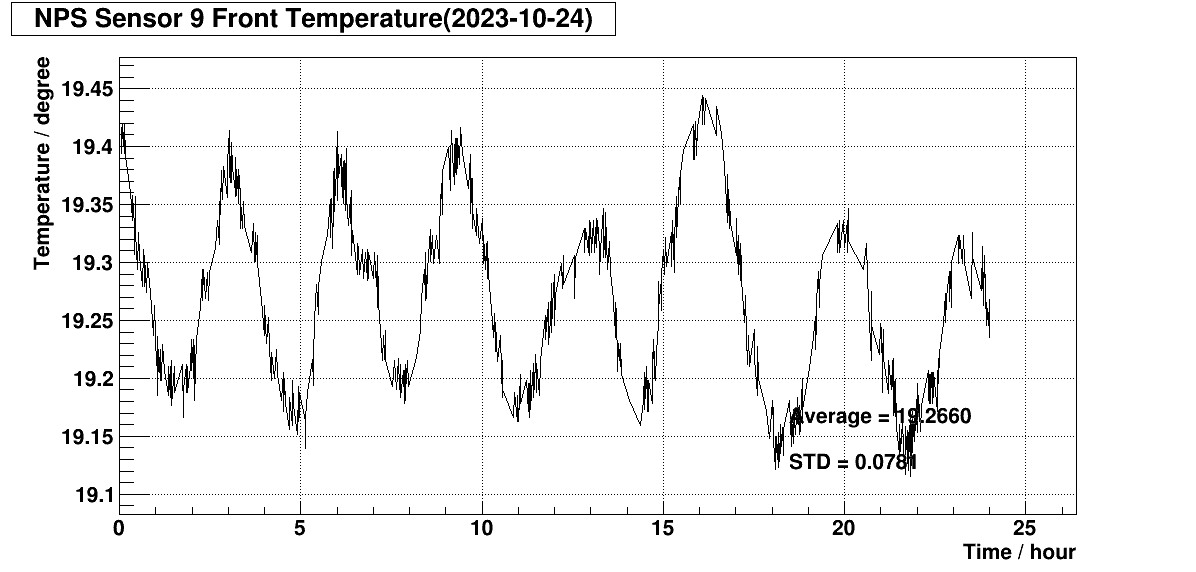 NPS Sensor 9 Front Temperature(2023-10-24)
Temperature / degree
19.45
19.4
19.35
19.3
19.25
19.2
19.15
19.1
Average = 19.2660
STD = 0.0781
0 5 10 15 20 25
Time / hour